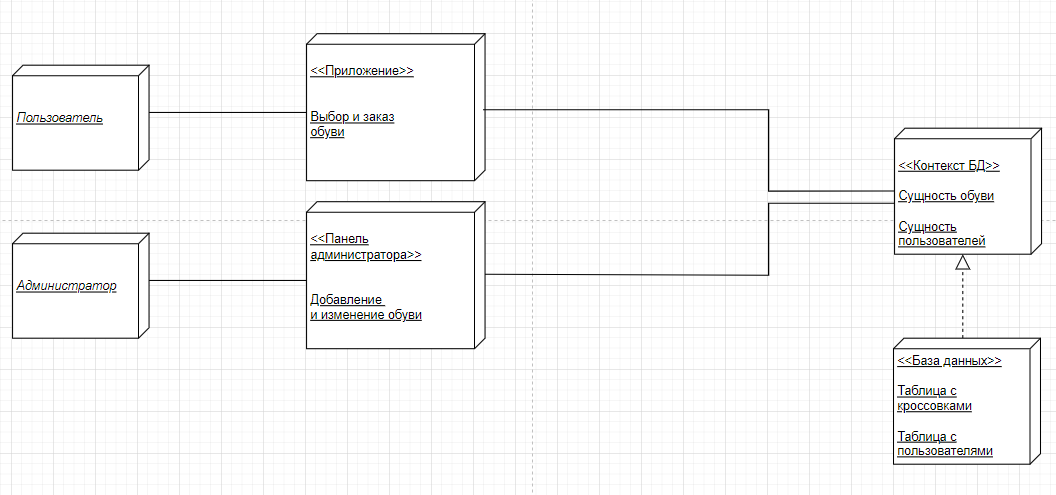 Пользователь
<<Приложение>>
Выбор и заказ
обуви
Администратор
<<Панель
администратора>>
Добавление
и изменение обуви
<<Контекст БД>>
Сущность обуви
Сущность
пользователей
<<База данных>>
Таблица с
кроссовками
Таблица с
пользователями